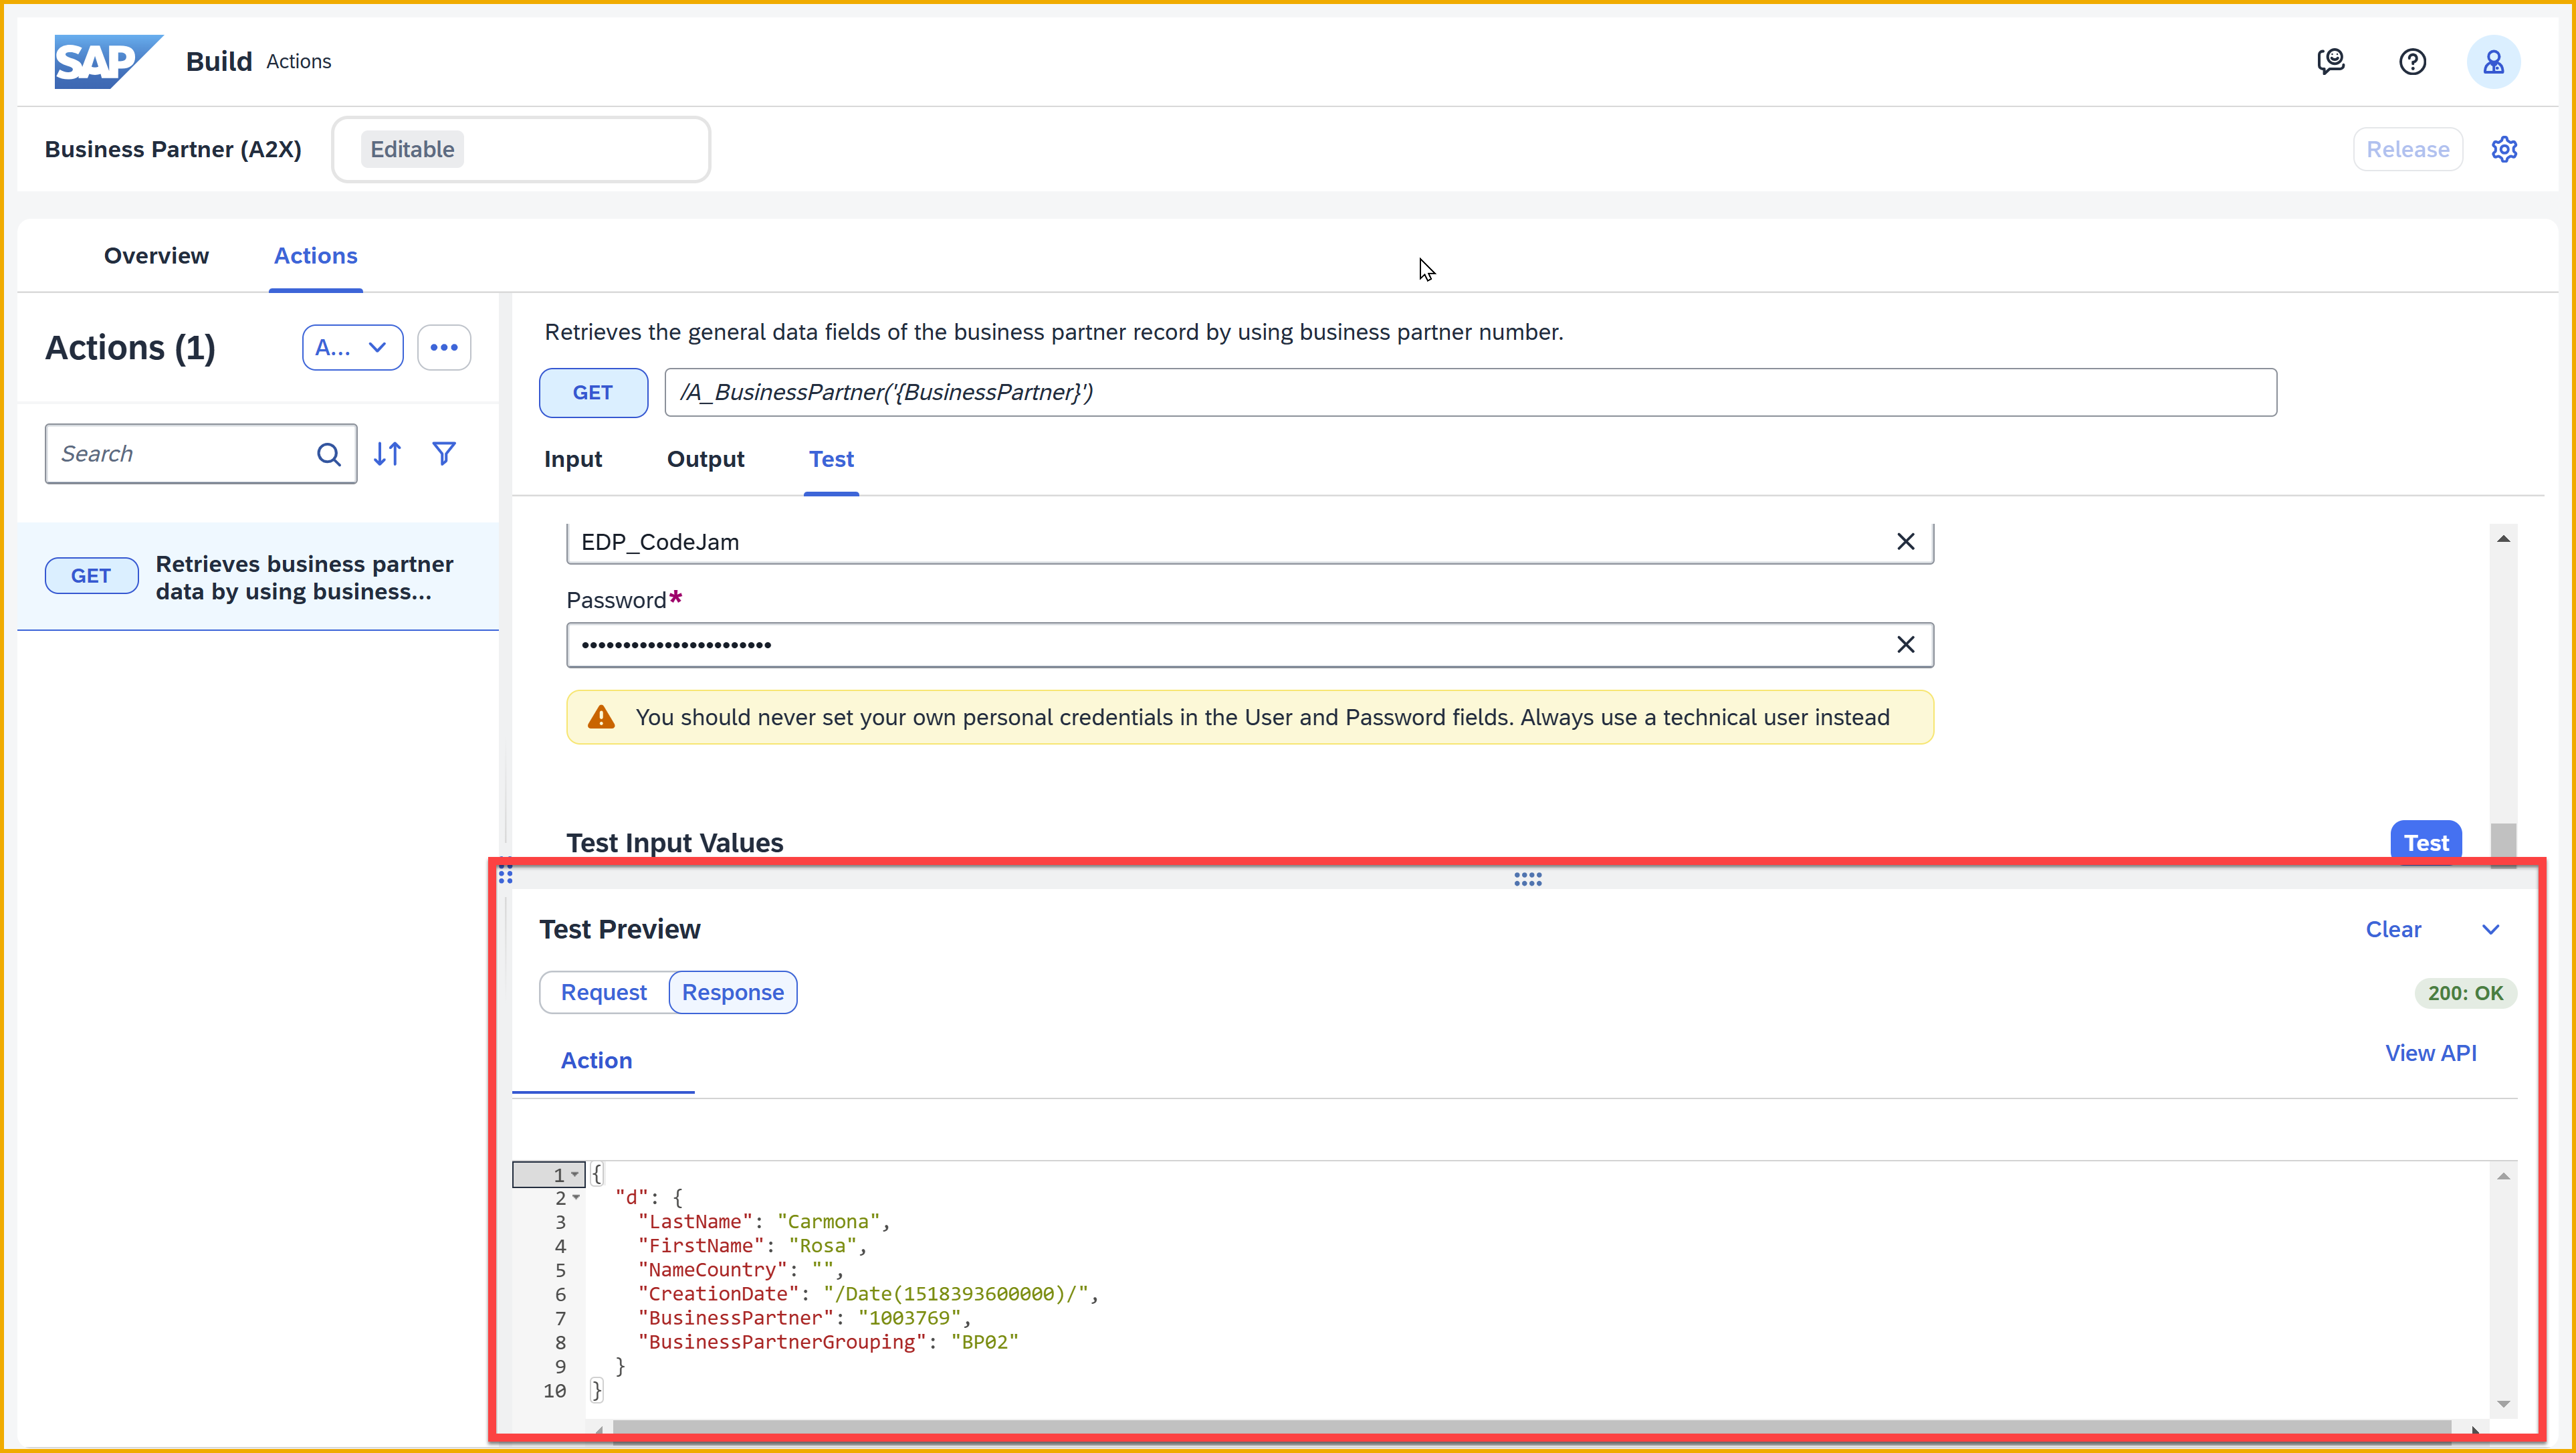 SAP Build Actions
Business Partner (A2X) Editable Release
Overview Actions
Actions (1) A...
Search
GET Retrieves business partner
data by using business...
Retrieves the general data fields of the business partner record by using business partner number.
GET /A_BusinessPartner('{BusinessPartner}')
Input Output Test
EDP_CodeJam
Password*
•••••••••••••••••••••••
You should never set your own personal credentials in the User and Password fields. Always use a technical user instead
Test Input Values Test
Test Preview Clear
Request Response 200: OK
Action View API
1 {
2 "d": {
3 "LastName": "Carmona",
4 "FirstName": "Rosa",
5 "NameCountry": "",
6 "CreationDate": "/Date(1518393600000)/",
7 "BusinessPartner": "1003769",
8 "BusinessPartnerGrouping": "BP02"
9 }
10 }